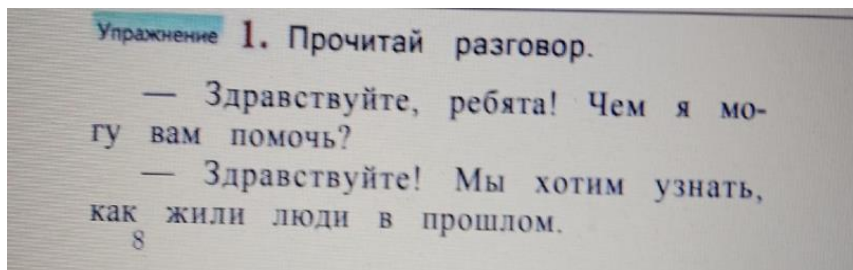 Упражнение 1. Прочитай разговор.
— Здравствуйте, ребята! Чем я мо-
гу вам помочь?
— Здравствуйте! Мы хотим узнать,
как жили люди в прошлом.
8